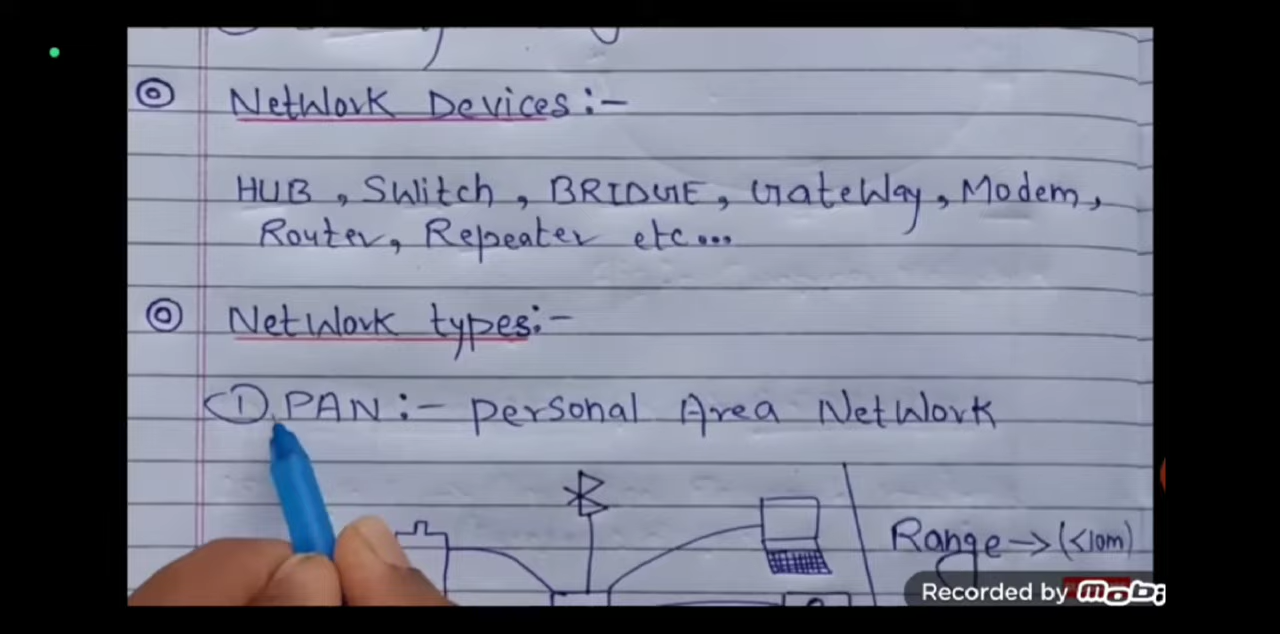 Network Devices:-
HUB, Switch, BRIDGE, Gateway, Modem,
Router, Repeater etc...
Network types:-
① PAN:- Personal Area Network
Range → (<10m)
Recorded by mobi